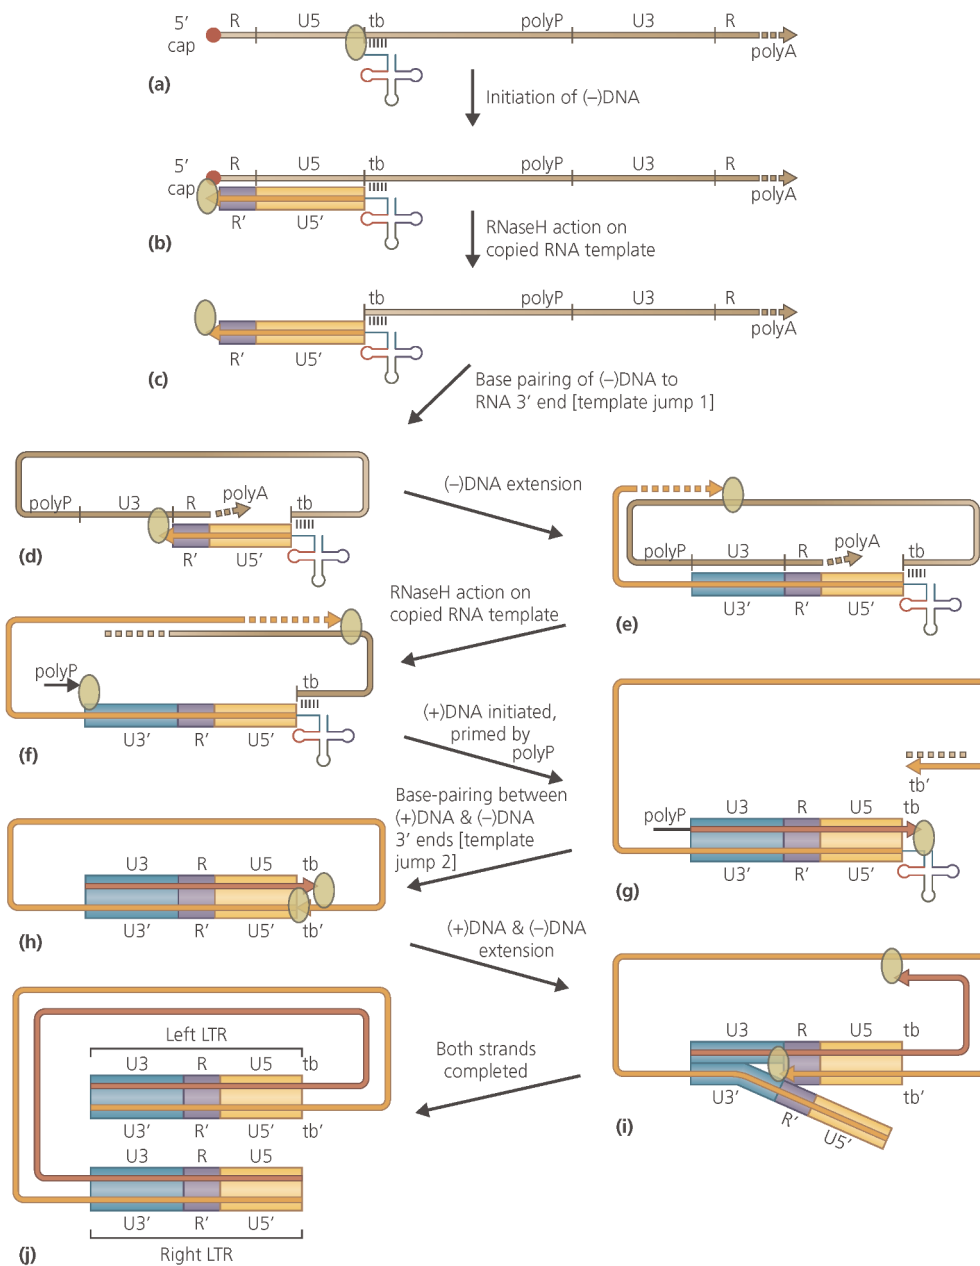 5′ R U5 tb polyP U3 R
cap
polyA
(a)
Initiation of (–)DNA
5′ R U5 tb polyP U3 R
cap
polyA
R′ U5′
(b)
RNaseH action on
copied RNA template
tb polyP U3 R
polyA
R′ U5′
(c)
Base pairing of (–)DNA to
RNA 3′ end [template jump 1]
polyP U3 R polyA tb
R′ U5′
(d)
(–)DNA extension
polyP U3 R polyA tb
U3′ R′ U5′
(e)
RNaseH action on
copied RNA template
polyP tb
U3′ R′ U5′
(f)
(+)DNA initiated,
primed by
polyP
tb′
U3 R U5 tb
polyP
U3′ R′ U5′
(g)
Base-pairing between
(+)DNA & (–)DNA
3′ ends [template
jump 2]
U3 R U5 tb
U3′ R′ U5′ tb′
(h)
(+)DNA & (–)DNA
extension
U3 R U5 tb
U3′ R′ U5′ tb′
(i)
Both strands
completed
Left LTR
U3 R U5 tb
U3′ R′ U5′ tb′
U3 R U5
U3′ R′ U5′
Right LTR
(j)